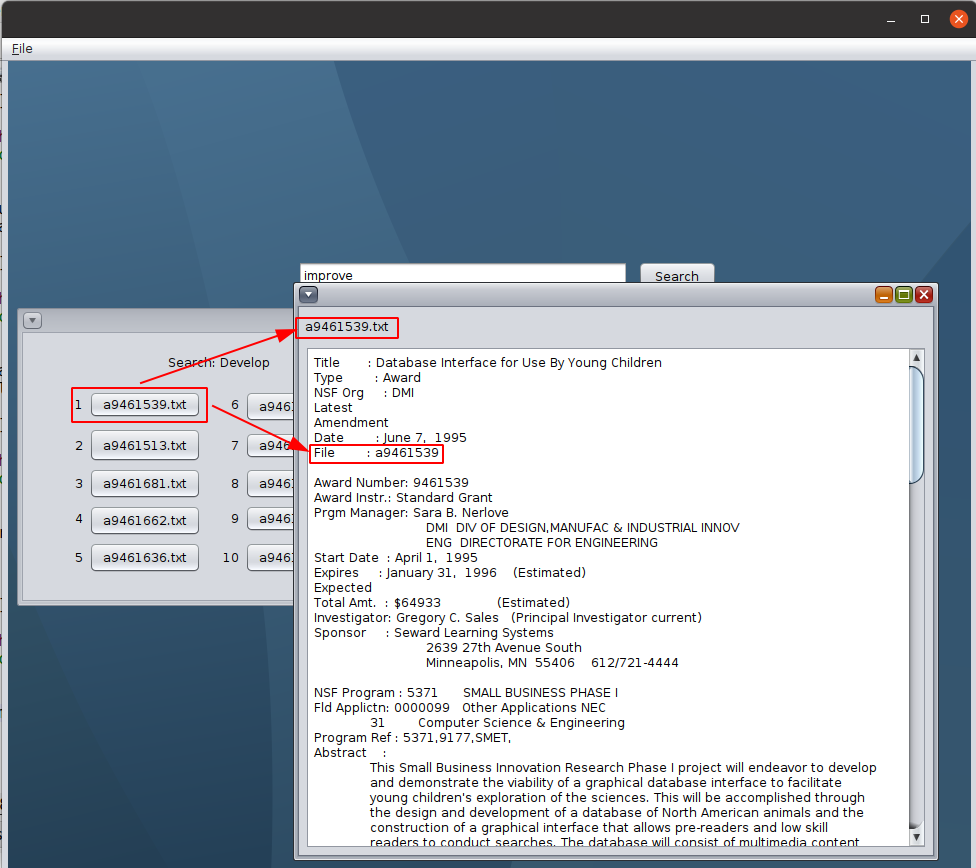 File
improve
Search
Search: Develop
1 a9461539.txt 6 a946
2 a9461513.txt 7 a946
3 a9461681.txt 8 a946
4 a9461662.txt 9 a946
5 a9461636.txt 10 a946
a9461539.txt
Title : Database Interface for Use By Young Children
Type : Award
NSF Org : DMI
Latest
Amendment
Date : June 7, 1995
File : a9461539
Award Number: 9461539
Award Instr.: Standard Grant
Prgm Manager: Sara B. Nerlove
DMI DIV OF DESIGN,MANUFAC & INDUSTRIAL INNOV
ENG DIRECTORATE FOR ENGINEERING
Start Date : April 1, 1995
Expires : January 31, 1996 (Estimated)
Expected
Total Amt. : $64933 (Estimated)
Investigator: Gregory C. Sales (Principal Investigator current)
Sponsor : Seward Learning Systems
2639 27th Avenue South
Minneapolis, MN 55406 612/721-4444
NSF Program : 5371 SMALL BUSINESS PHASE I
Fld Applictn: 0000099 Other Applications NEC
31 Computer Science & Engineering
Program Ref : 5371,9177,SMET,
Abstract :
This Small Business Innovation Research Phase I project will endeavor to develop
and demonstrate the viability of a graphical database interface to facilitate
young children's exploration of the sciences. This will be accomplished through
the design and development of a database of North American animals and the
construction of a graphical interface that allows pre-readers and low skill
readers to conduct searches. The database will consist of multimedia content